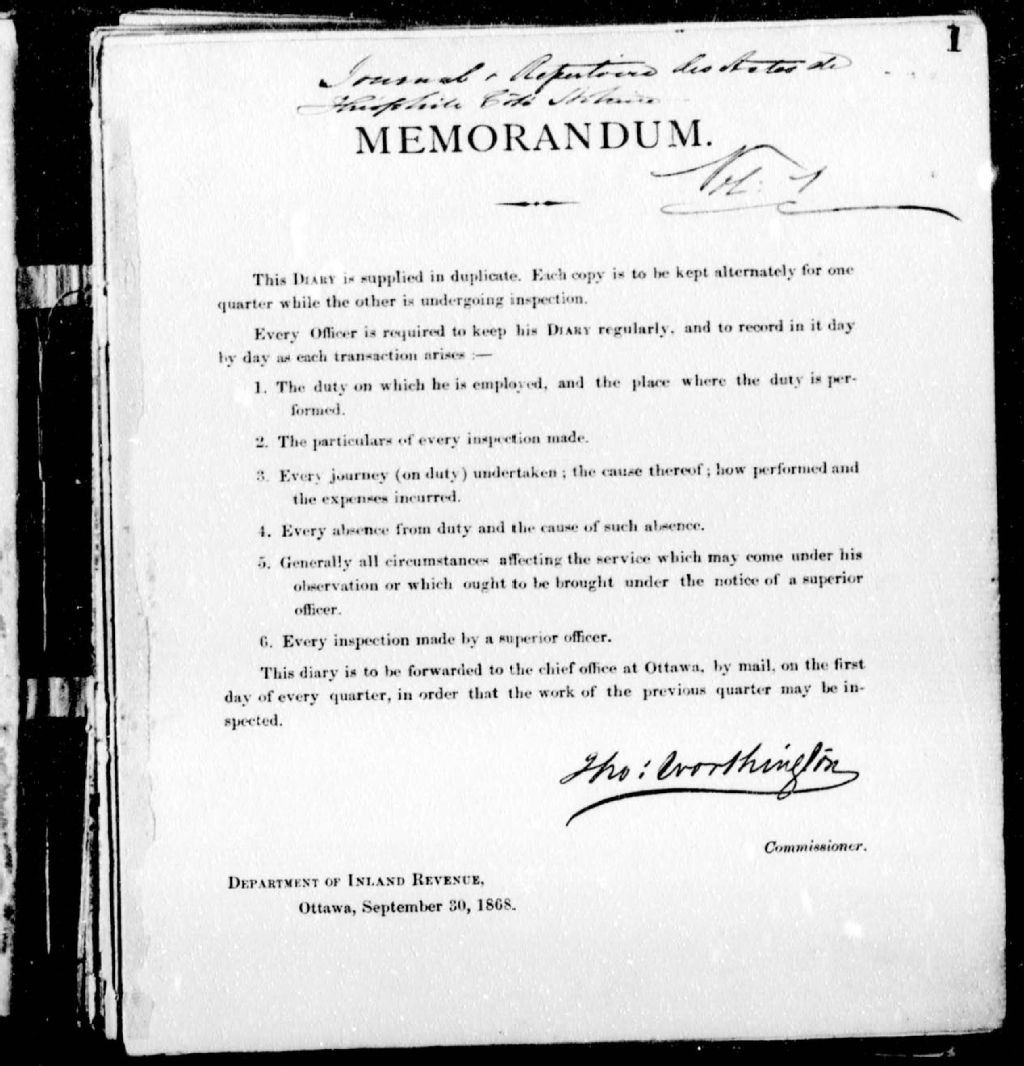 1
Journal & Repertoire des Actes de
Théophile Coté Notaire
MEMORANDUM.
Vol: 1
This DIARY is supplied in duplicate. Each copy is to be kept alternately for one
quarter while the other is undergoing inspection.
Every Officer is required to keep his DIARY regularly, and to record in it day
by day as each transaction arises :—
1. The duty on which he is employed, and the place where the duty is per-
formed.
2. The particulars of every inspection made.
3. Every journey (on duty) undertaken ; the cause thereof ; how performed and
the expenses incurred.
4. Every absence from duty and the cause of such absence.
5. Generally all circumstances affecting the service which may come under his
observation or which ought to be brought under the notice of a superior
officer.
6. Every inspection made by a superior officer.
This diary is to be forwarded to the chief office at Ottawa, by mail, on the first
day of every quarter, in order that the work of the previous quarter may be in-
spected.
Tho: Worthington
Commissioner.
DEPARTMENT OF INLAND REVENUE,
Ottawa, September 30, 1868.